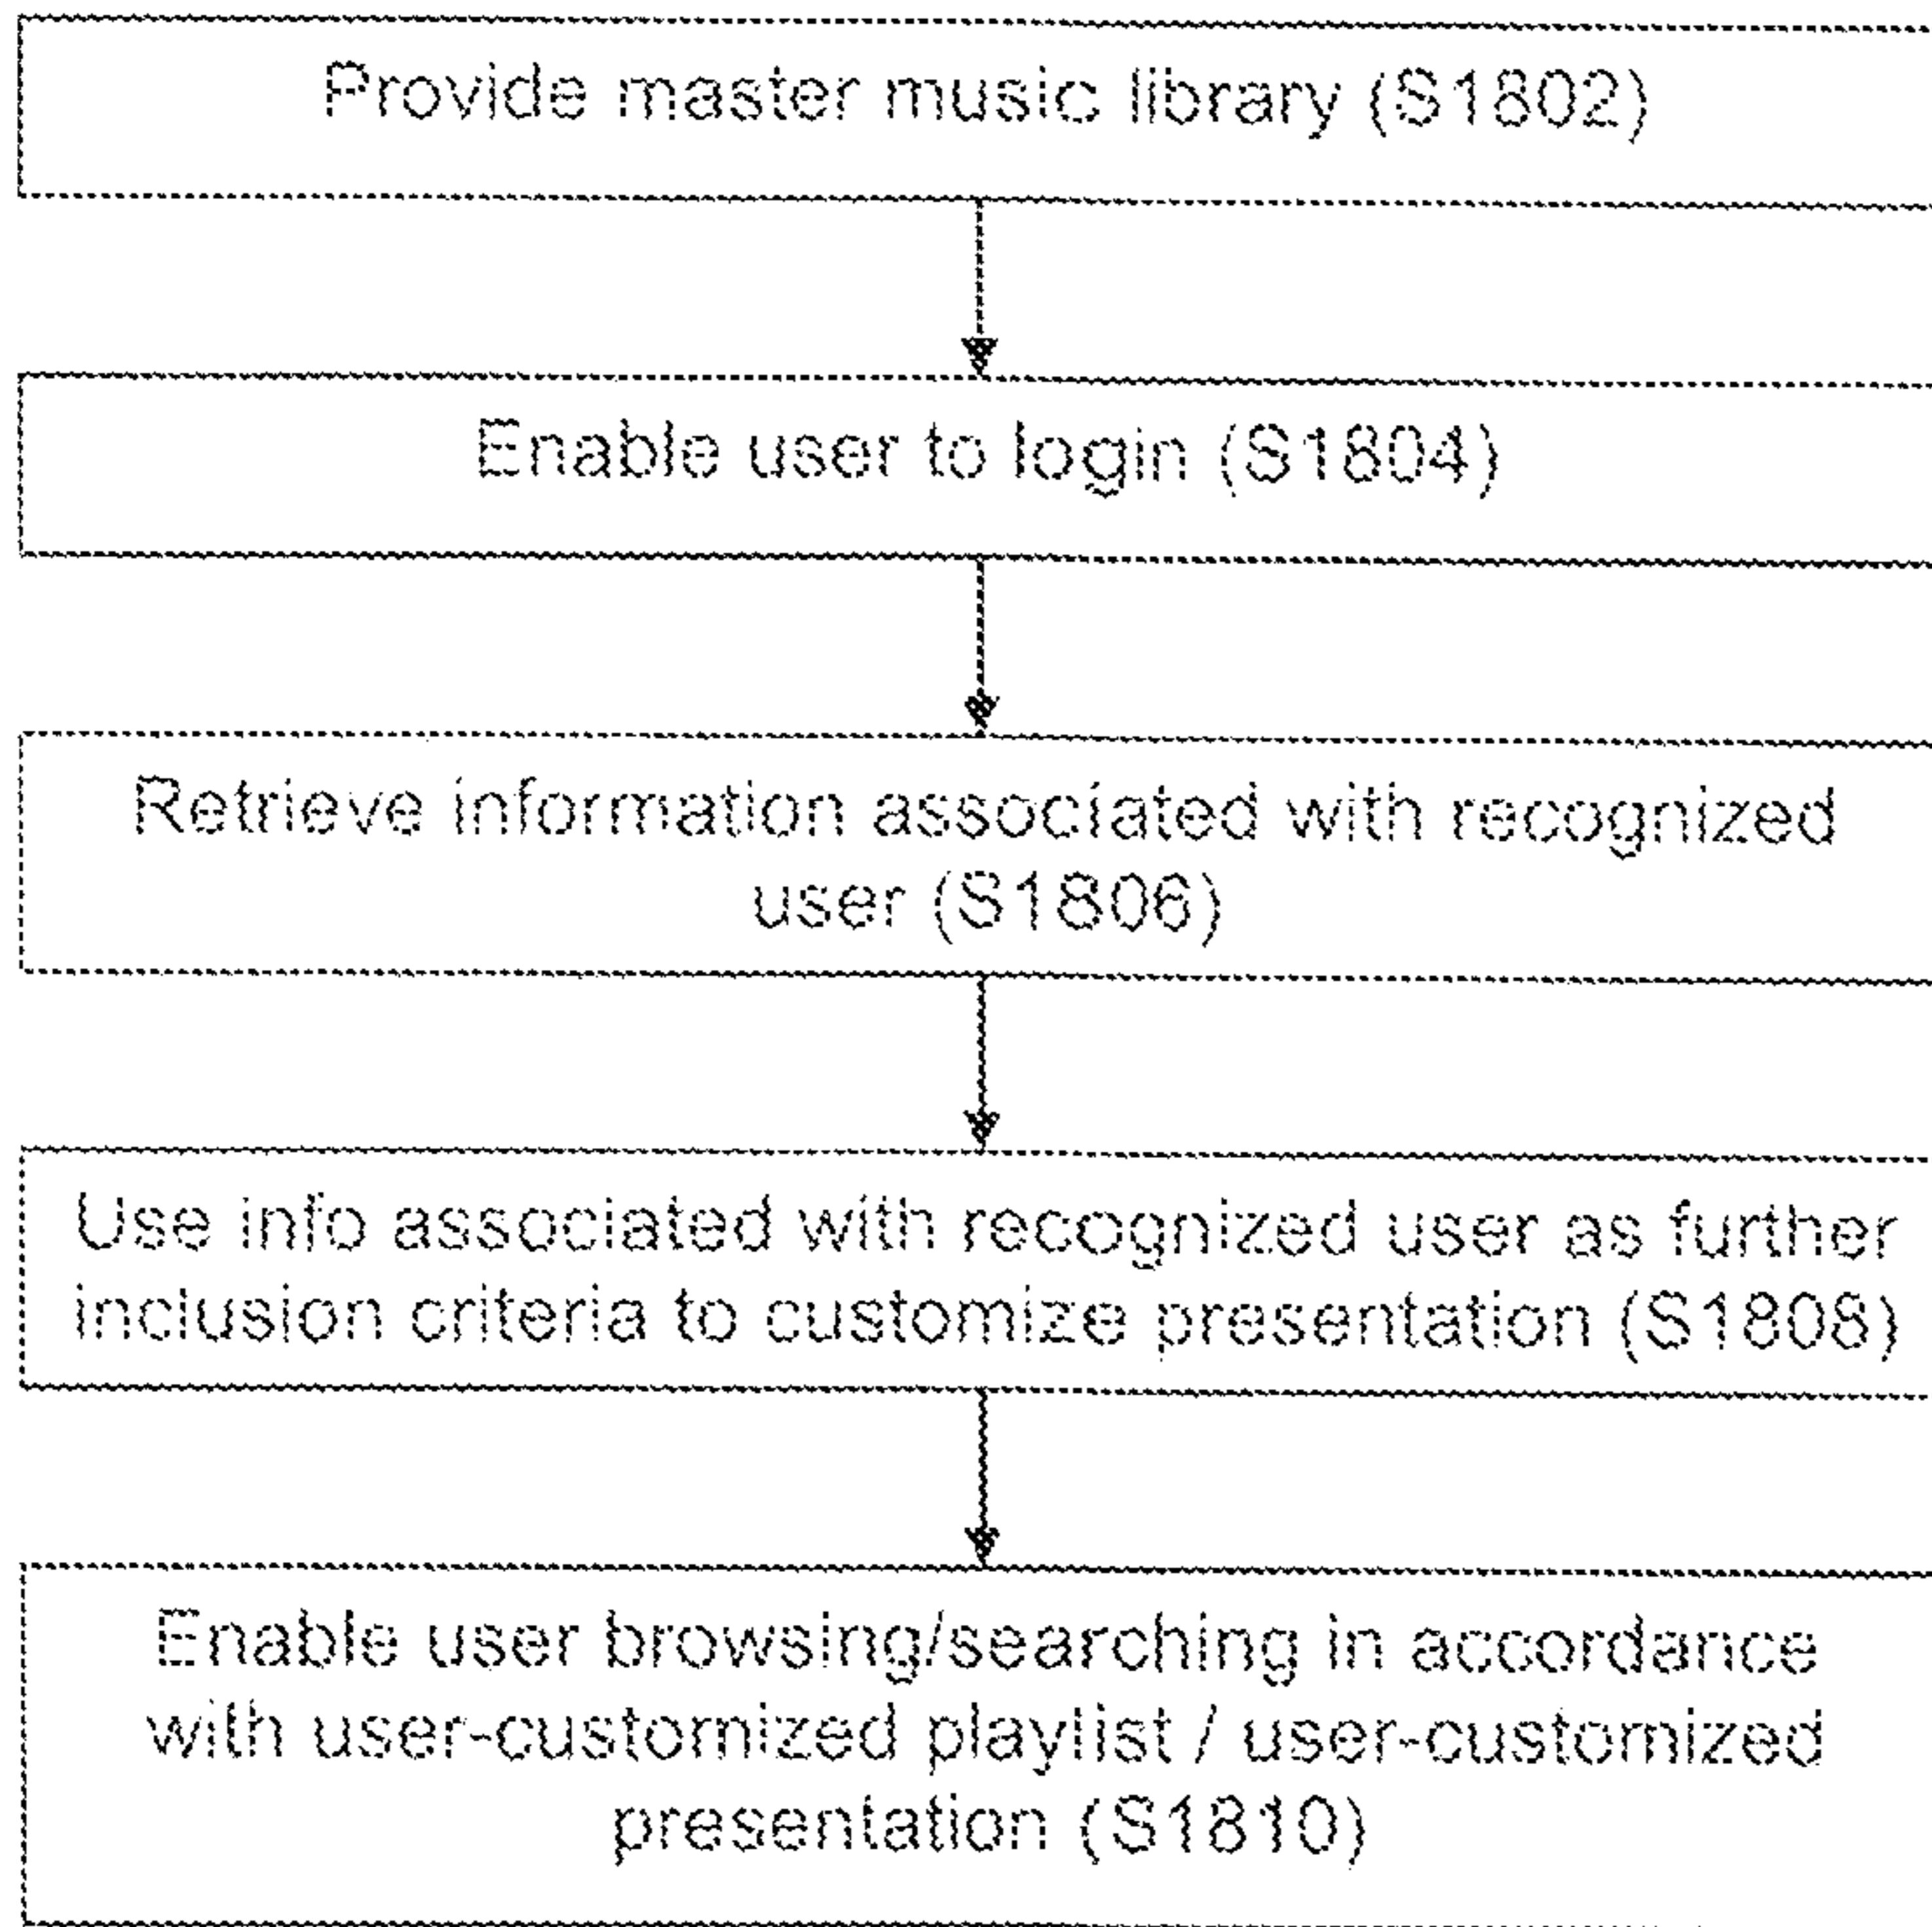 Provide master music library (S1802)
Enable user to login (S1804)
Retrieve information associated with recognized
user (S1806)
Use info associated with recognized user as further
inclusion criteria to customize presentation (S1808)
Enable user browsing/searching in accordance
with user-customized playlist / user-customized
presentation (S1810)